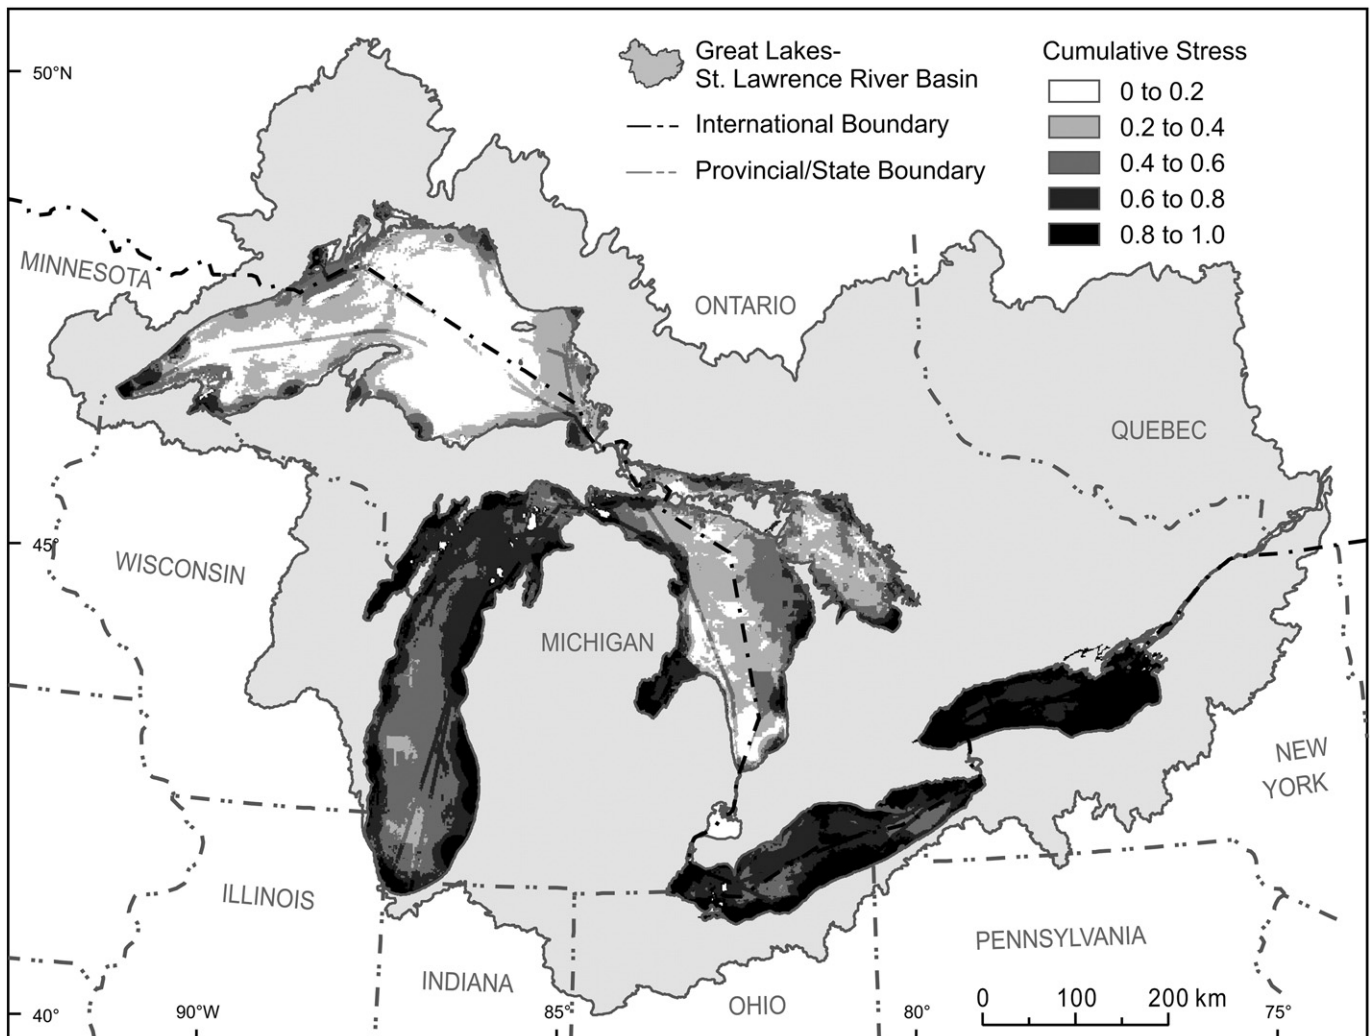 50°N
Great Lakes-
St. Lawrence River Basin
International Boundary
Provincial/State Boundary
Cumulative Stress
0 to 0.2
0.2 to 0.4
0.4 to 0.6
0.6 to 0.8
0.8 to 1.0
MINNESOTA
ONTARIO
QUEBEC
45°
WISCONSIN
MICHIGAN
NEW
YORK
ILLINOIS
PENNSYLVANIA
INDIANA
OHIO
0 100 200 km
40°
90°W
85°
80°
75°